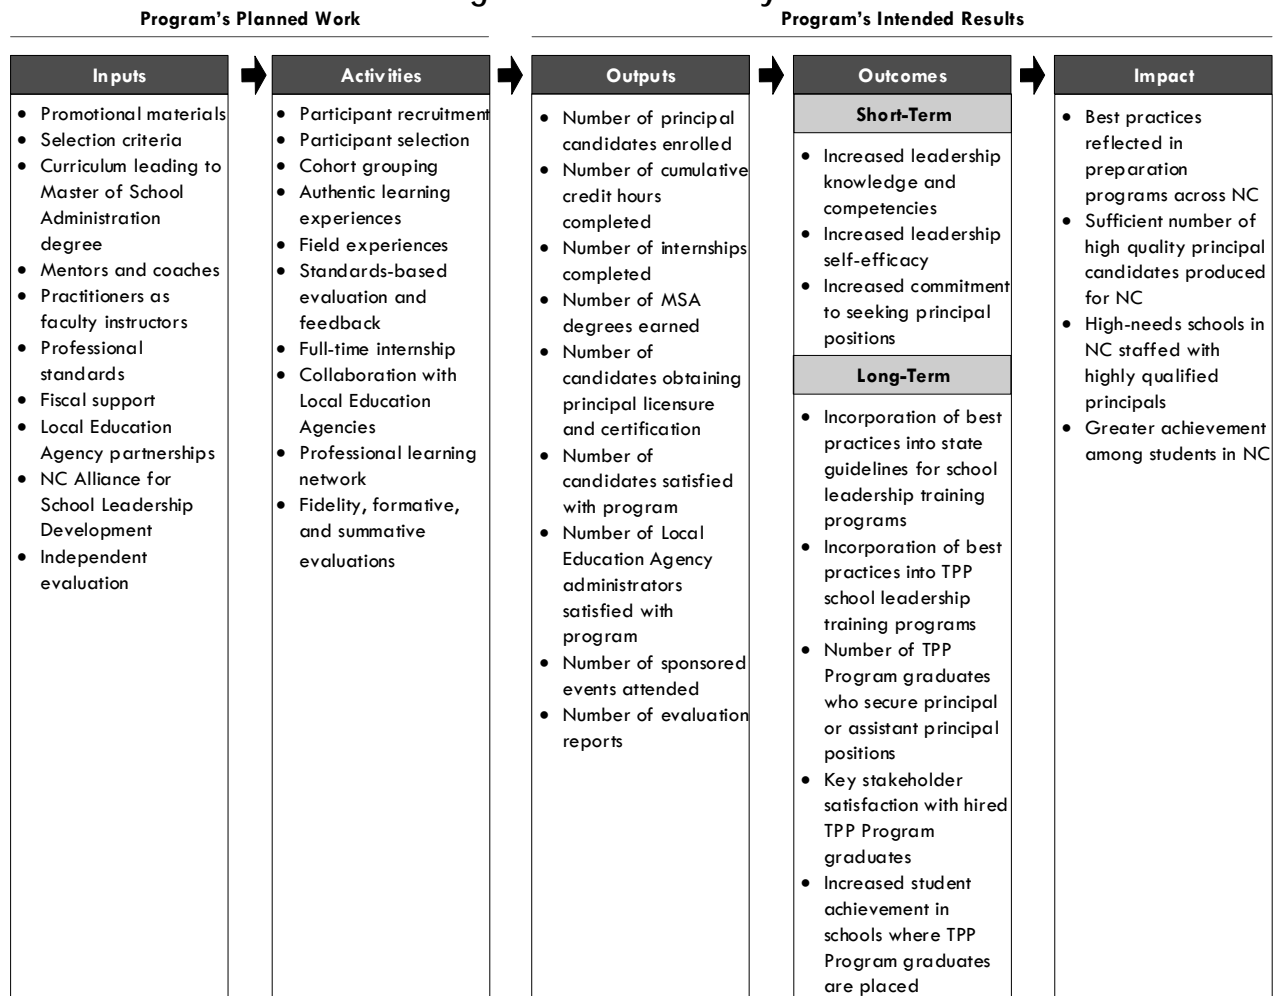 Program’s Planned Work
Program’s Intended Results
Inputs
Promotional materials
Selection criteria
Curriculum leading to
Master of School
Administration
degree
Mentors and coaches
Practitioners as
faculty instructors
Professional
standards
Fiscal support
Local Education
Agency partnerships
NC Alliance for
School Leadership
Development
Independent
evaluation
Activities
Participant recruitment
Participant selection
Cohort grouping
Authentic learning
experiences
Field experiences
Standards-based
evaluation and
feedback
Full-time internship
Collaboration with
Local Education
Agencies
Professional learning
network
Fidelity, formative,
and summative
evaluations
Outputs
Number of principal
candidates enrolled
Number of cumulative
credit hours
completed
Number of internships
completed
Number of MSA
degrees earned
Number of
candidates obtaining
principal licensure
and certification
Number of
candidates satisfied
with program
Number of Local
Education Agency
administrators
satisfied with
program
Number of sponsored
events attended
Number of evaluation
reports
Outcomes
Short-Term
Increased leadership
knowledge and
competencies
Increased leadership
self-efficacy
Increased commitment
to seeking principal
positions
Long-Term
Incorporation of best
practices into state
guidelines for school
leadership training
programs
Incorporation of best
practices into TPP
school leadership
training programs
Number of TPP
Program graduates
who secure principal
or assistant principal
positions
Key stakeholder
satisfaction with hired
TPP Program
graduates
Increased student
achievement in
schools where TPP
Program graduates
are placed
Impact
Best practices
reflected in
preparation
programs across NC
Sufficient number of
high quality principal
candidates produced
for NC
High-needs schools in
NC staffed with
highly qualified
principals
Greater achievement
among students in NC